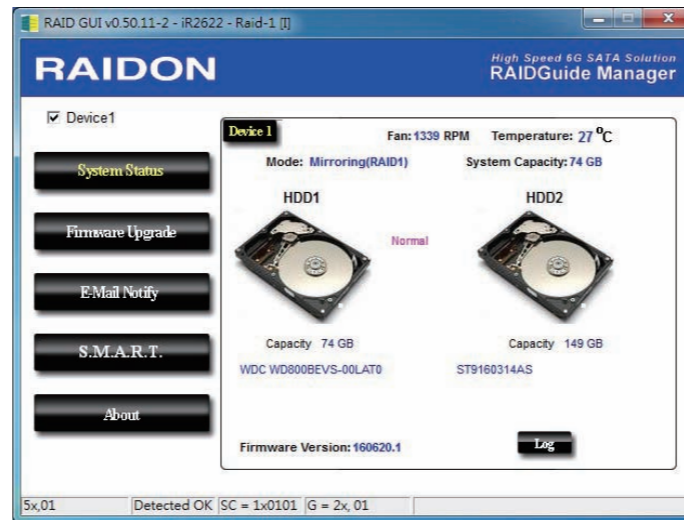 RAID GUI v0.50.11-2 - iR2622 - Raid-1 [I]
RAIDON
High Speed 6G SATA Solution
RAIDGuide Manager
Device1
System Status
Firmware Upgrade
E-Mail Notify
S.M.A.R.T.
About
Device 1
Fan: 1339 RPM Temperature: 27 °C
Mode: Mirroring(RAID1) System Capacity: 74 GB
HDD1 HDD2
Normal
Capacity 74 GB Capacity 149 GB
WDC WD800BEVS-00LAT0 ST9160314AS
Firmware Version: 160620.1 Log
5x,01 Detected OK SC = 1x0101 G = 2x, 01